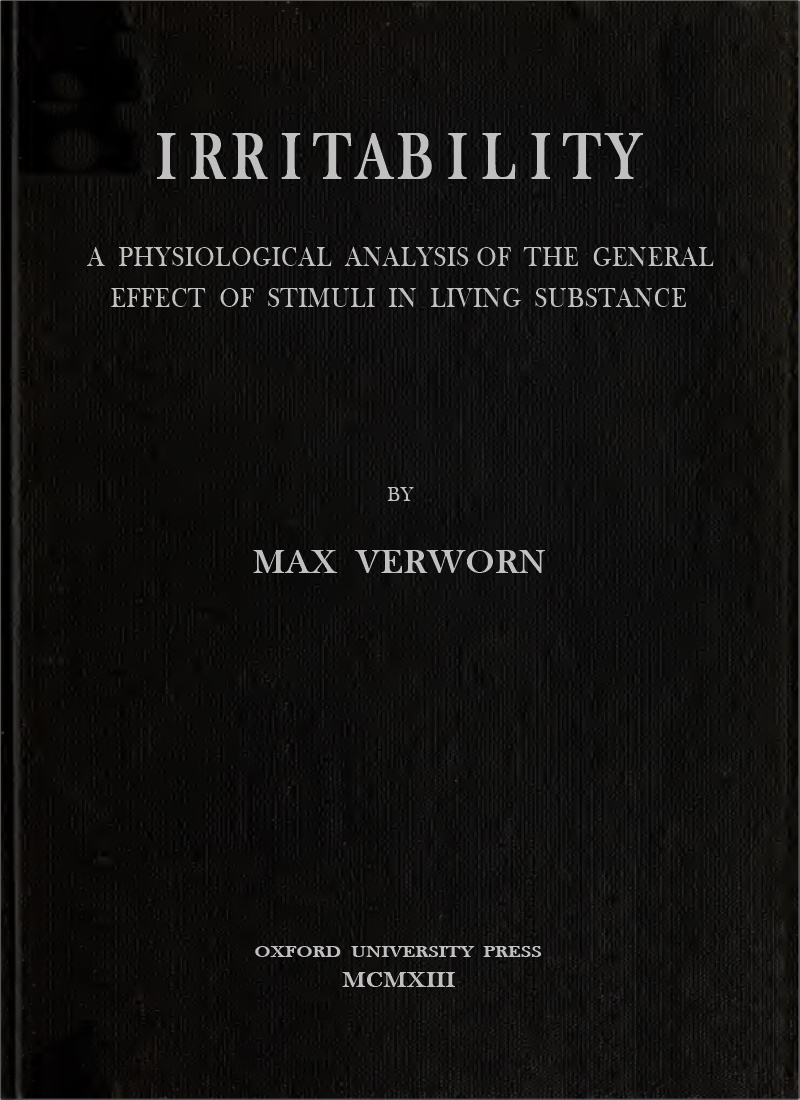 IRRITABILITY
A PHYSIOLOGICAL ANALYSIS OF THE GENERAL
EFFECT OF STIMULI IN LIVING SUBSTANCE
BY
MAX VERWORN
OXFORD UNIVERSITY PRESS
MCMXIII